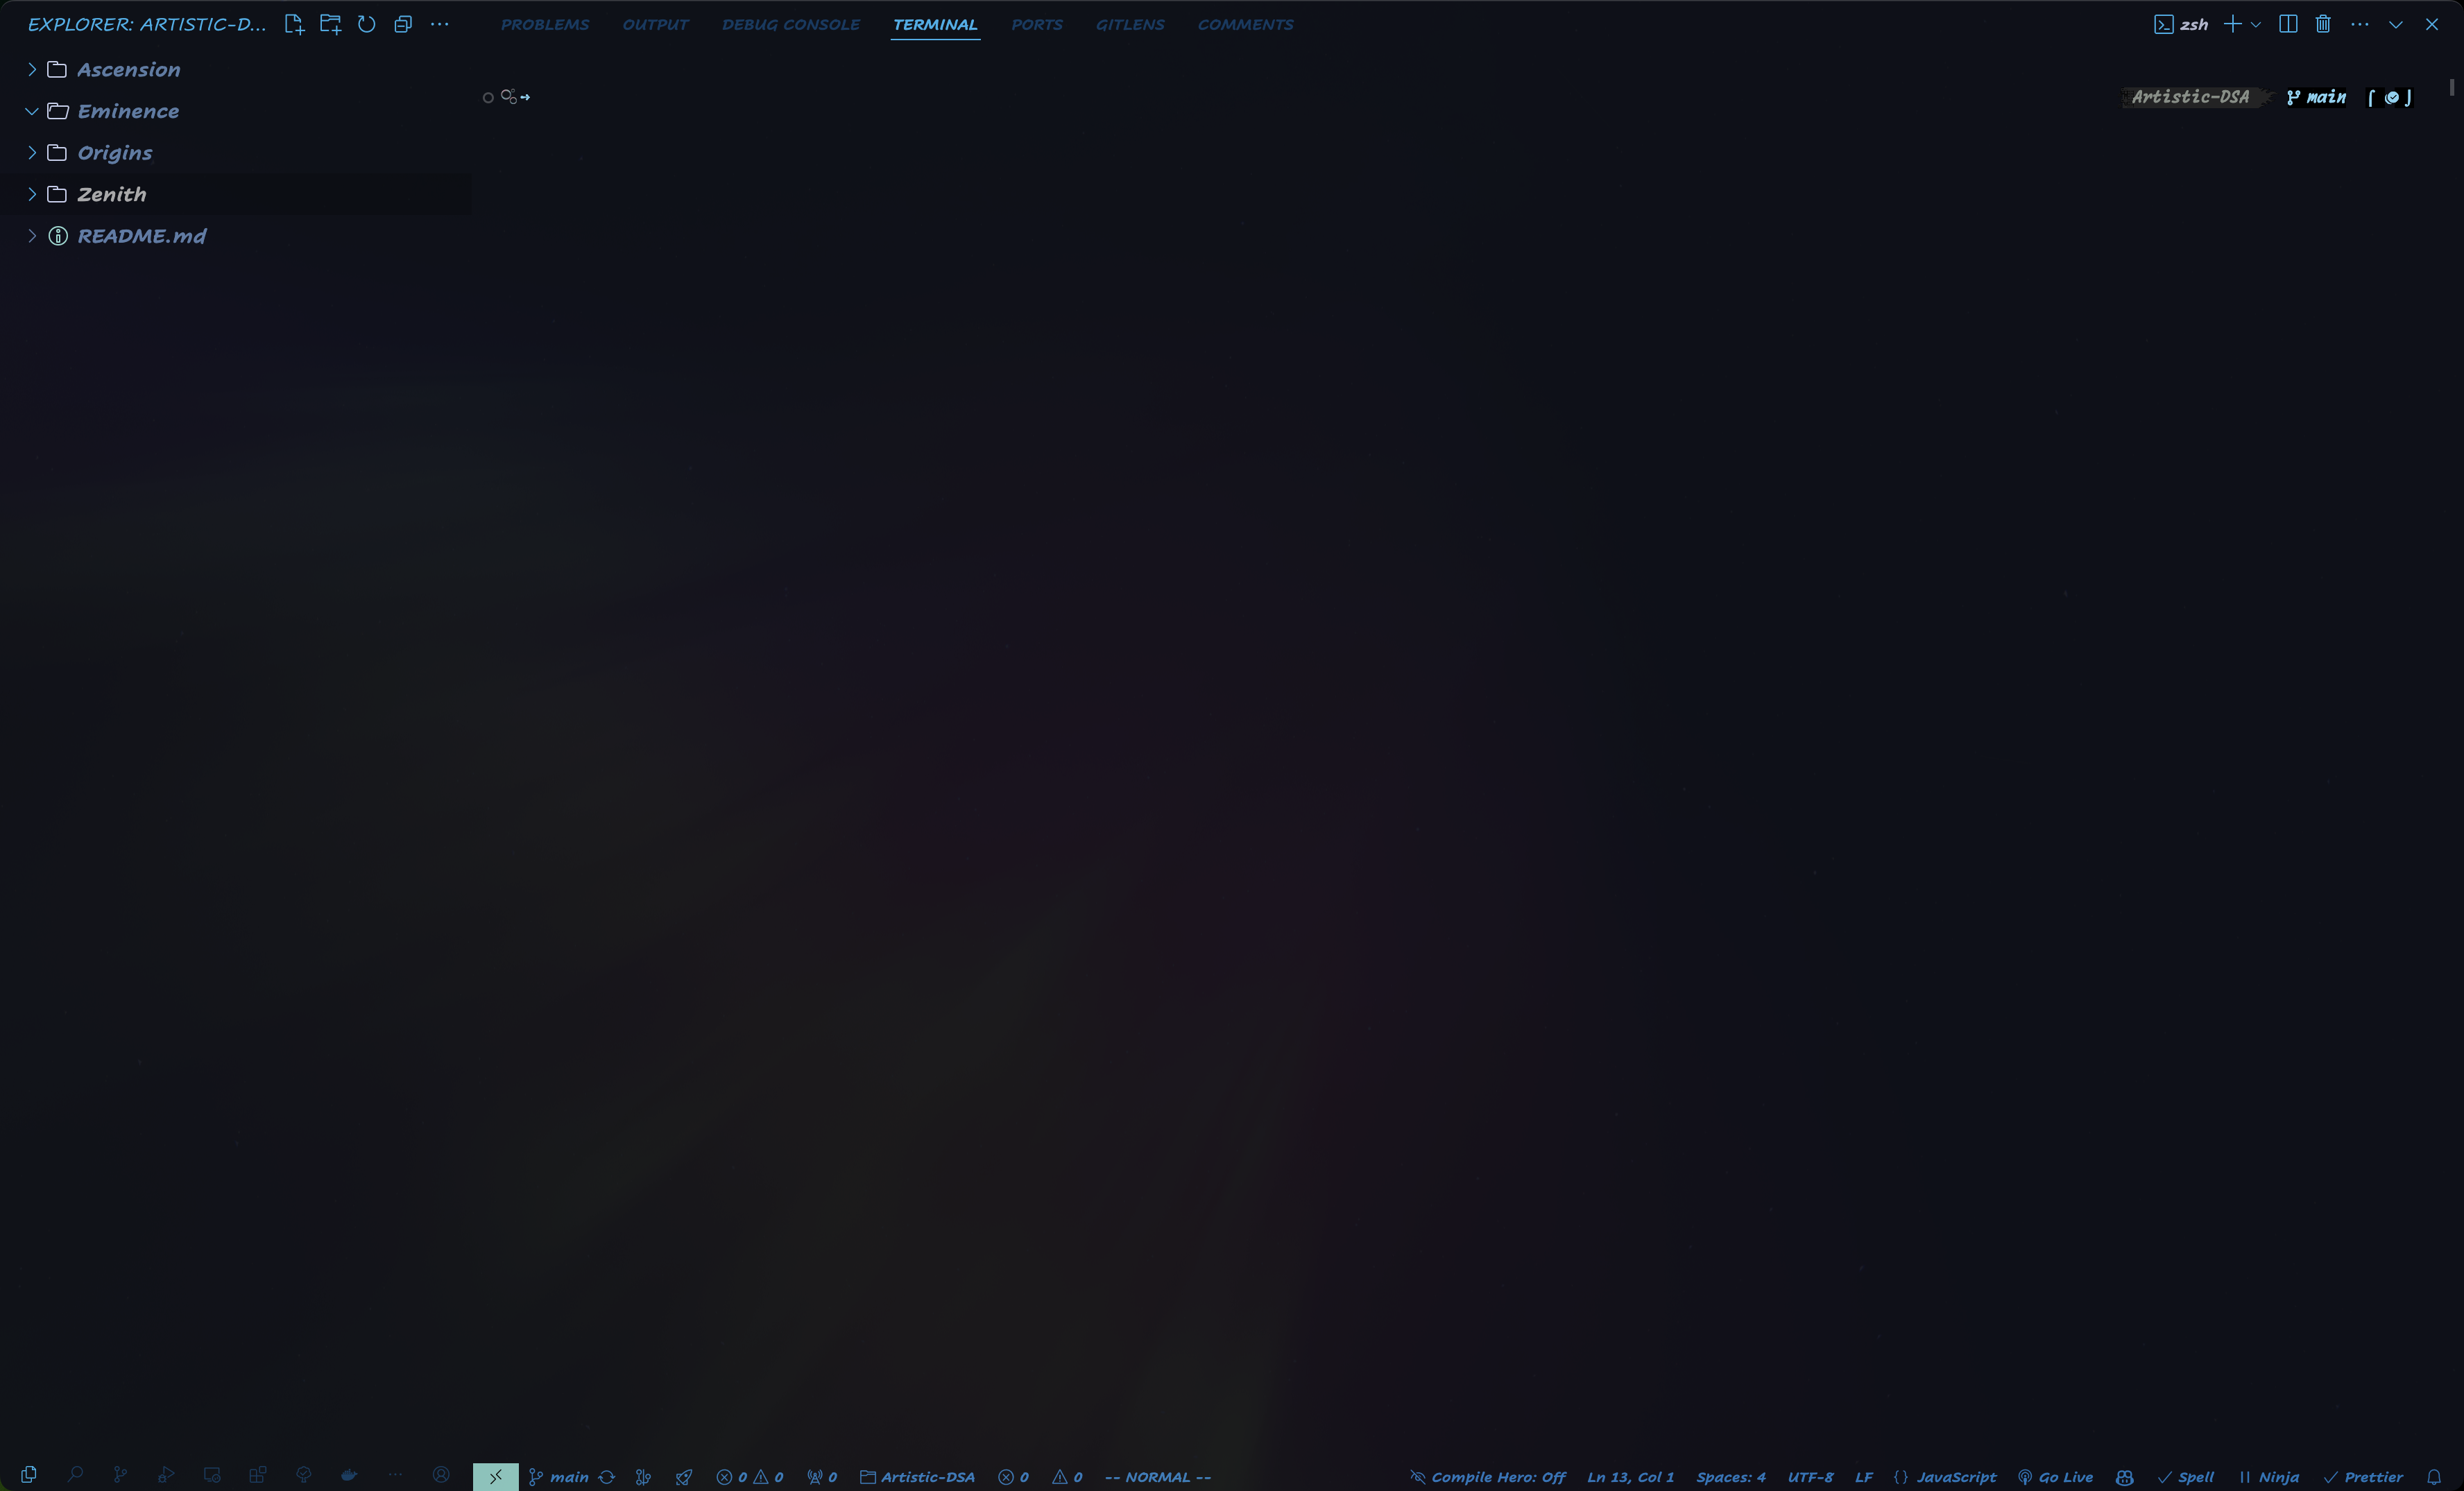 EXPLORER: ARTISTIC-D...
Ascension
Eminence
Origins
Zenith
README.md
PROBLEMS OUTPUT DEBUG CONSOLE TERMINAL PORTS GITLENS COMMENTS
zsh
Artistic-DSA main
main 0 0 0 Artistic-DSA 0 0 -- NORMAL --
Compile Hero: Off Ln 13, Col 1 Spaces: 4 UTF-8 LF {} JavaScript Go Live Spell Ninja Prettier